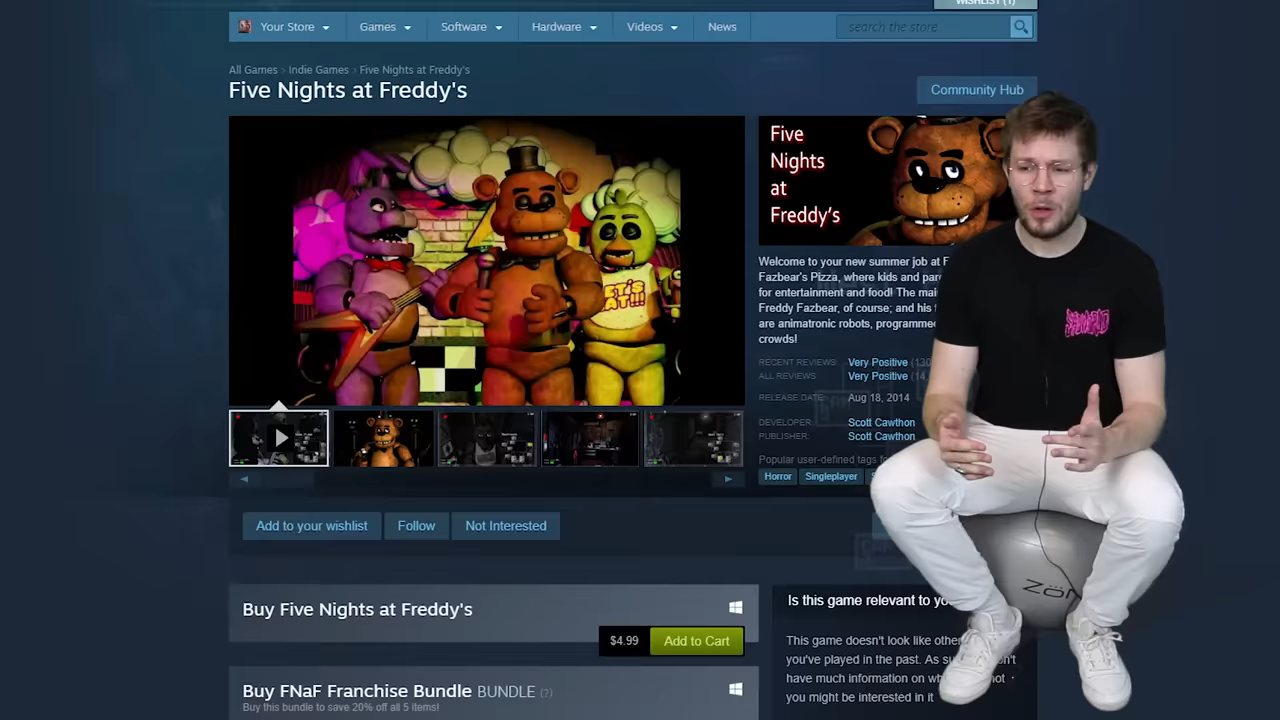 WISHLIST (1)
Your Store Games Software Hardware Videos News search the store
All Games > Indie Games > Five Nights at Freddy's
Five Nights at Freddy's
Community Hub
Five
Nights
at
Freddy's
LET'S
EAT!!!
Welcome to your new summer job at
Fazbear's Pizza, where kids and
for entertainment and food! The
Freddy Fazbear, of course; and his
are animatronic robots, programmed
crowds!
RECENT REVIEWS: Very Positive
ALL REVIEWS: Very Positive
RELEASE DATE: Aug 18, 2014
DEVELOPER: Scott Cawthon
PUBLISHER: Scott Cawthon
Popular user-defined tags
Horror Singleplayer
Add to your wishlist Follow Not Interested
Buy Five Nights at Freddy's
$4.99 Add to Cart
Buy FNaF Franchise Bundle BUNDLE (?)
Buy this bundle to save 20% off all 5 items!
Is this game relevant to
This game doesn't look like
you've played in the past. As
have much information on
you might be interested in it